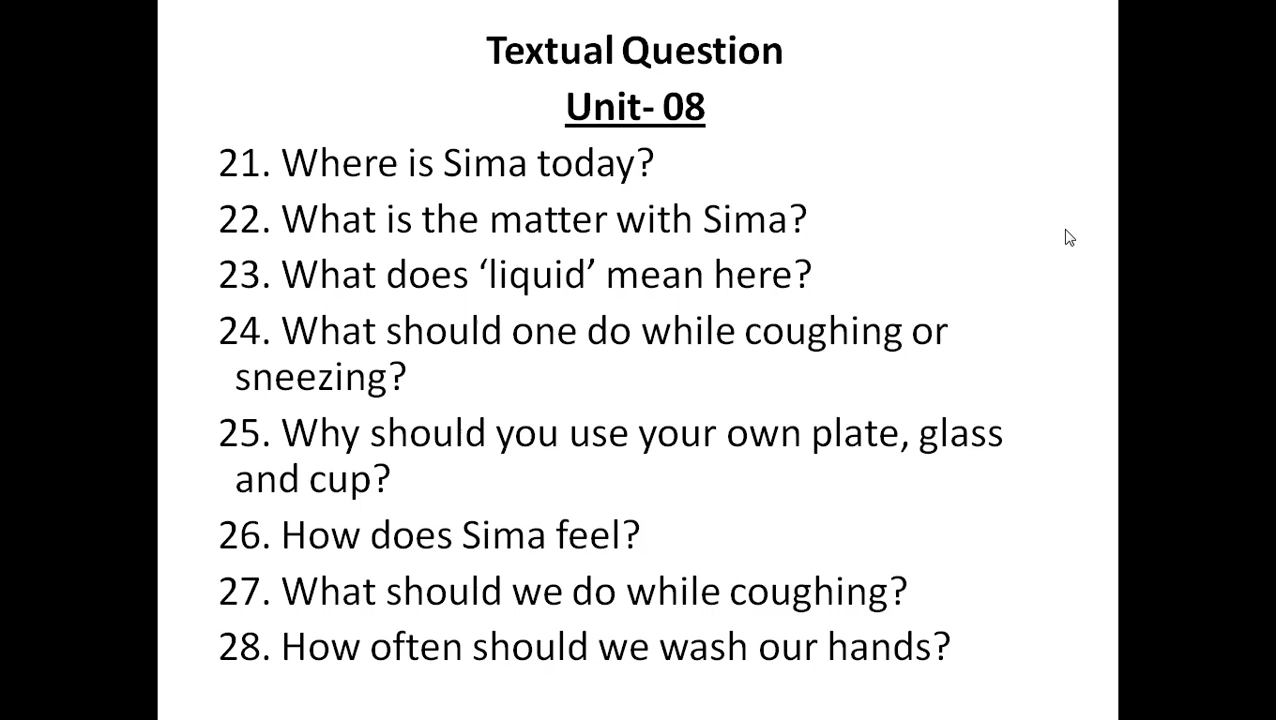 Textual Question
Unit- 08
21. Where is Sima today?
22. What is the matter with Sima?
23. What does ‘liquid’ mean here?
24. What should one do while coughing or
sneezing?
25. Why should you use your own plate, glass
and cup?
26. How does Sima feel?
27. What should we do while coughing?
28. How often should we wash our hands?